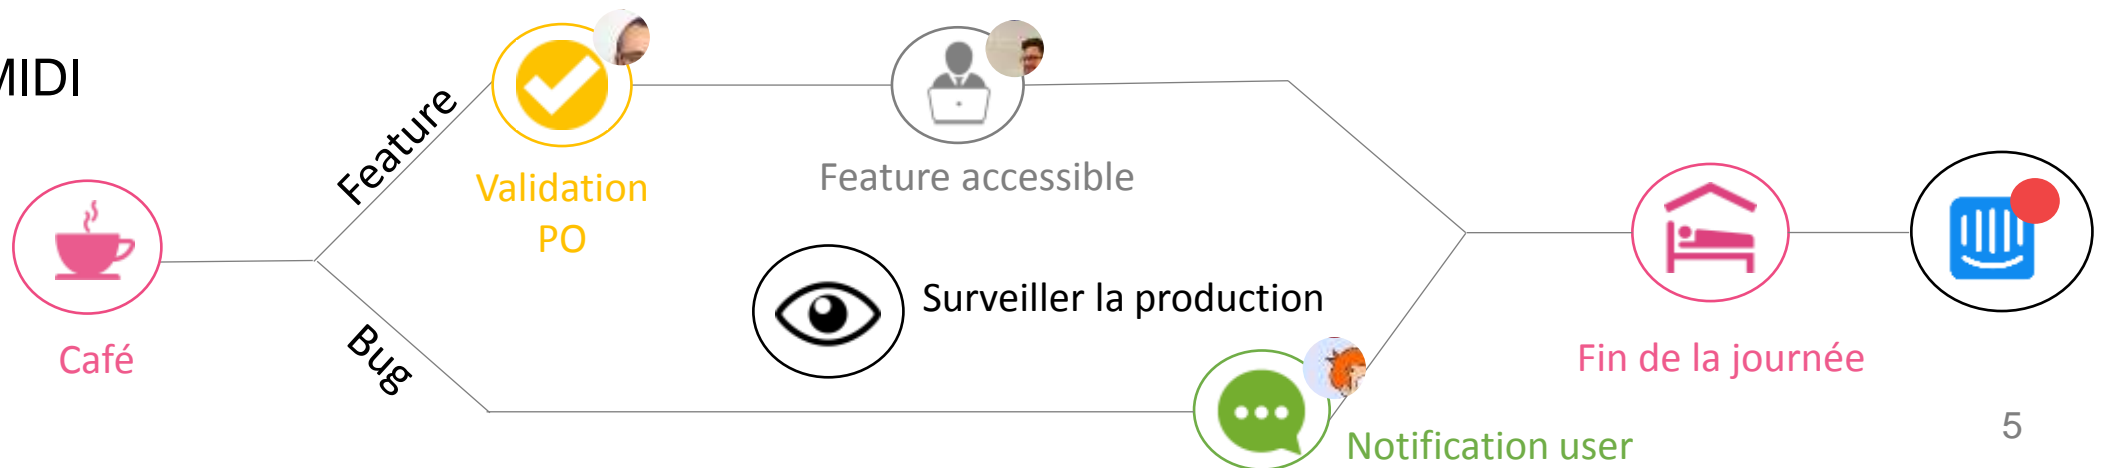 MIDI
Feature
Validation
PO
Feature accessible
Café
Bug
Surveiller la production
Notification user
Fin de la journée
5